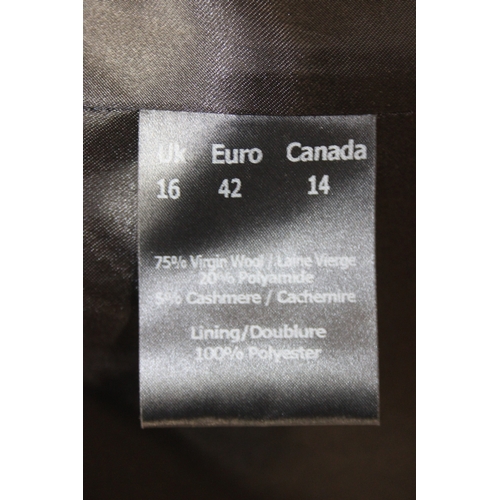 Uk Euro Canada
16 42 14
75% Virgin Wool / Laine Vierge
20% Polyamide
5% Cashmere / Cachemire
Lining/Doublure
100% Polyester